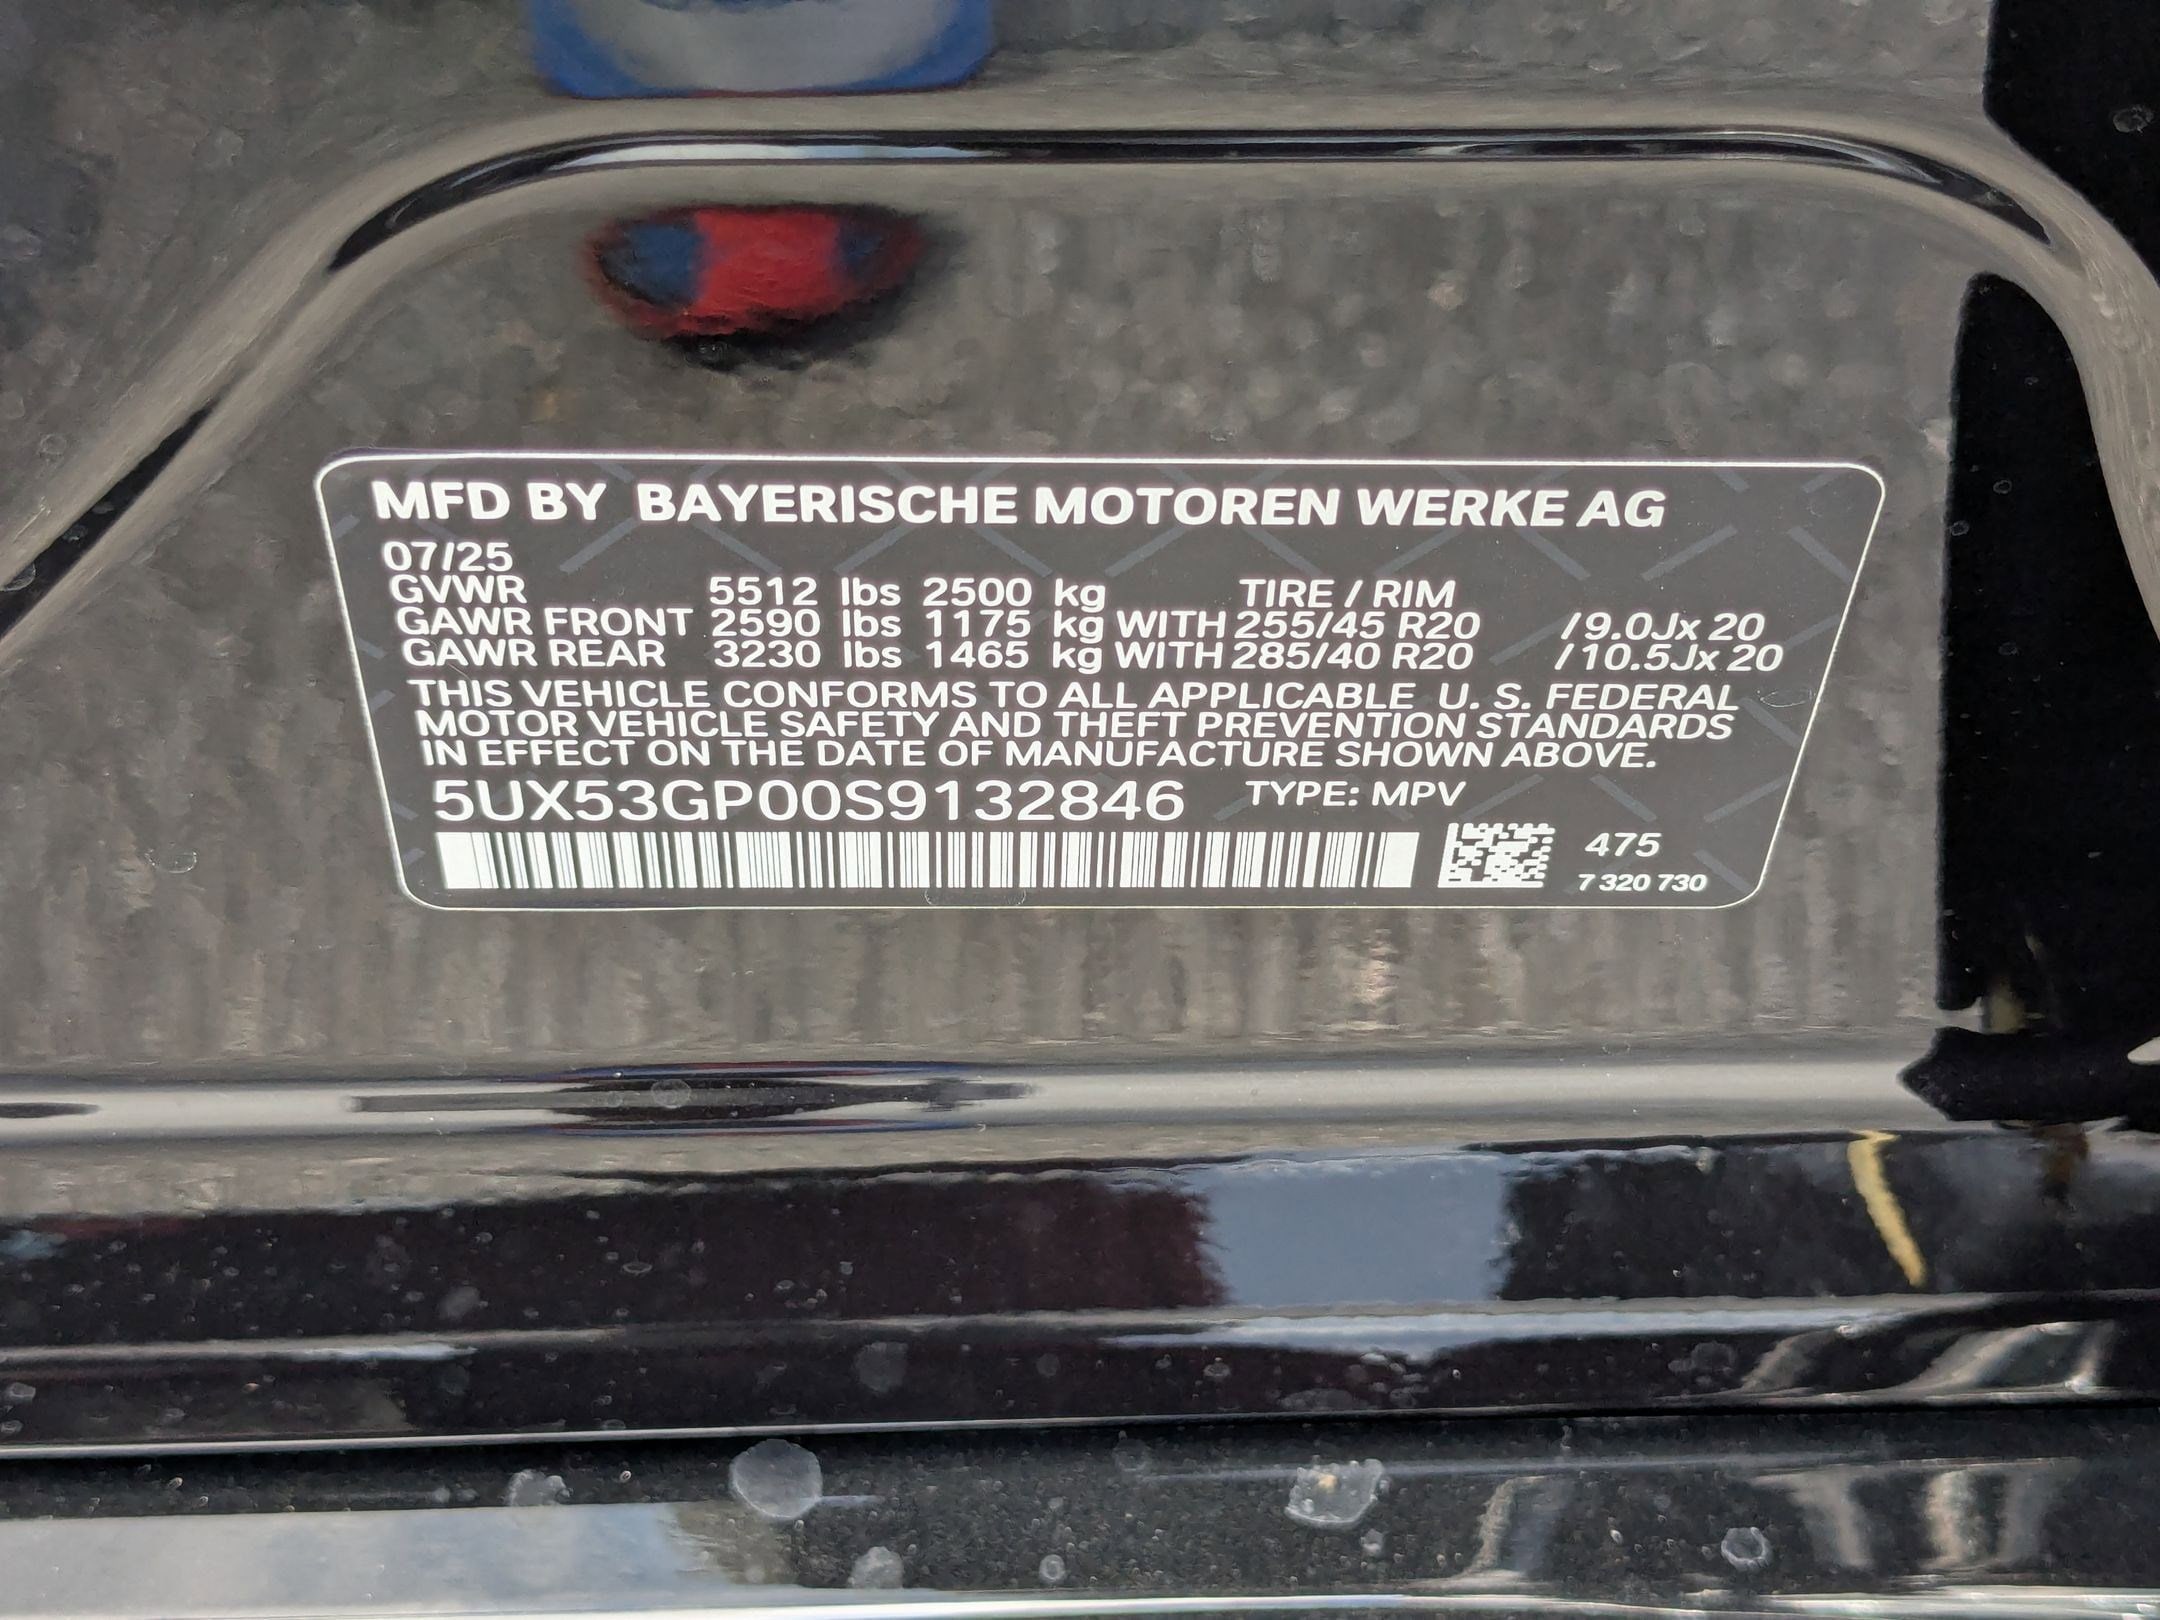 MFD BY BAYERISCHE MOTOREN WERKE AG
07/25
GVWR 5512 lbs 2500 kg TIRE / RIM
GAWR FRONT 2590 lbs 1175 kg WITH 255/45 R20 /9.0Jx 20
GAWR REAR 3230 lbs 1465 kg WITH 285/40 R20 /10.5Jx 20
THIS VEHICLE CONFORMS TO ALL APPLICABLE U. S. FEDERAL
MOTOR VEHICLE SAFETY AND THEFT PREVENTION STANDARDS
IN EFFECT ON THE DATE OF MANUFACTURE SHOWN ABOVE.
5UX53GP00S9132846 TYPE: MPV
475
7 320 730